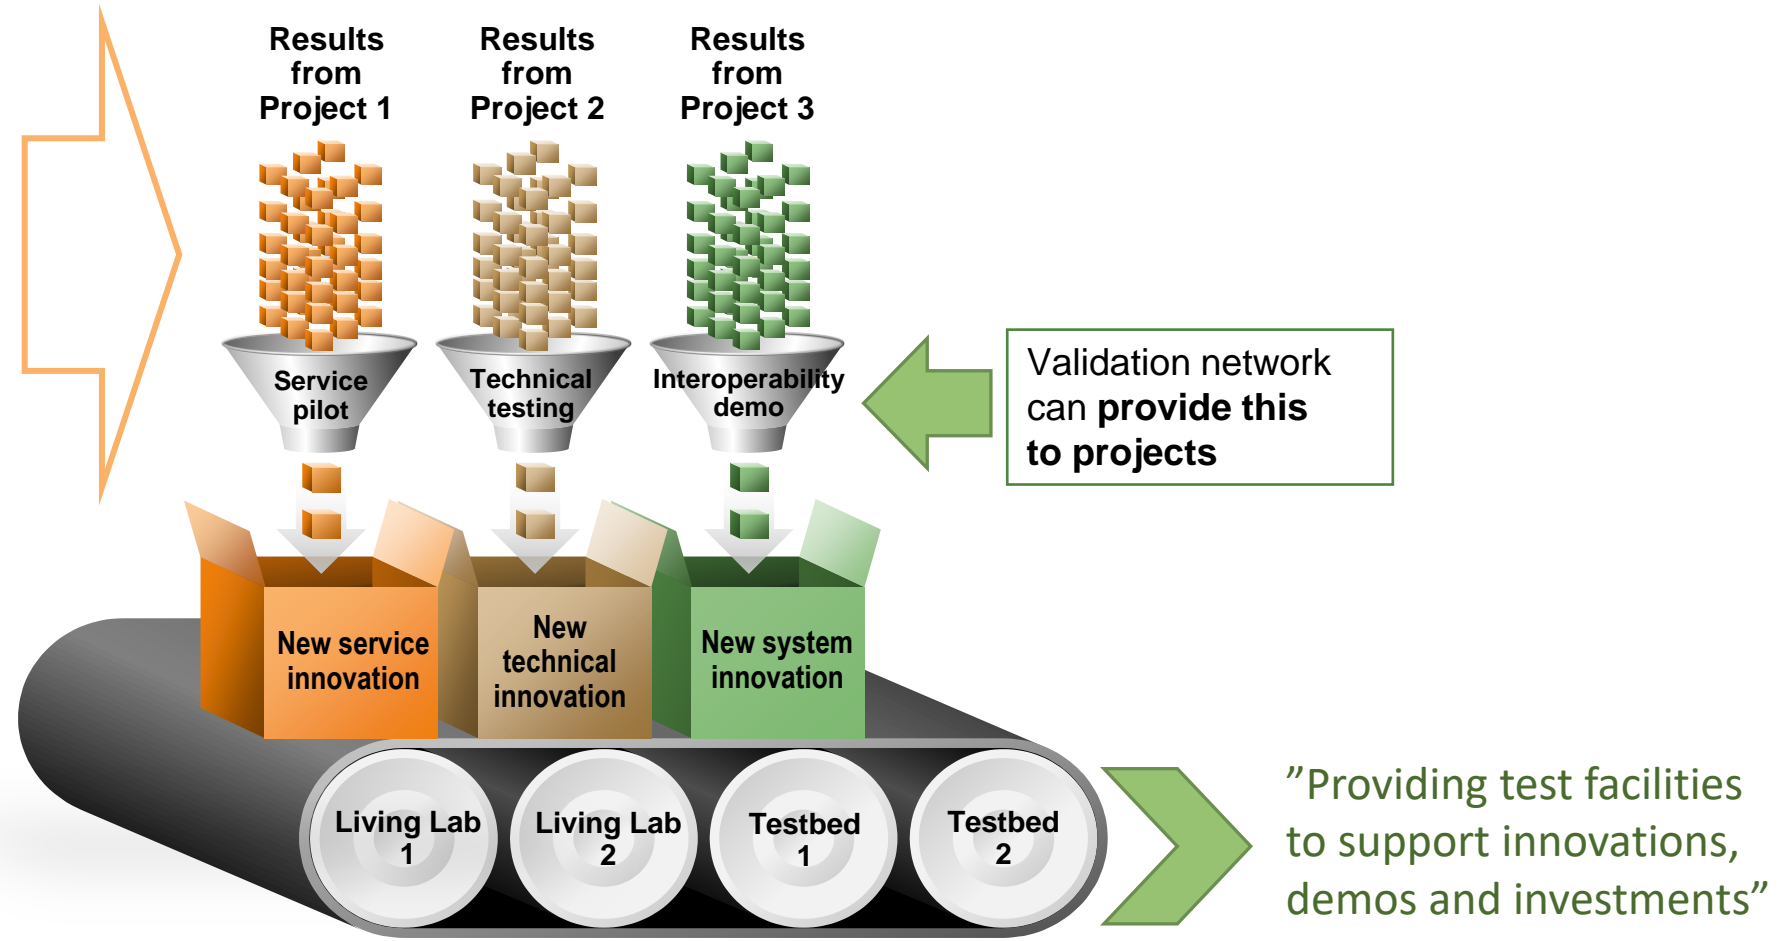 Results
from
Project 1
Results
from
Project 2
Results
from
Project 3
Service
pilot
Technical
testing
Interoperability
demo
Validation network
can provide this
to projects
New service
innovation
New
technical
innovation
New system
innovation
Living Lab
1
Living Lab
2
Testbed
1
Testbed
2
”Providing test facilities
to support innovations,
demos and investments”